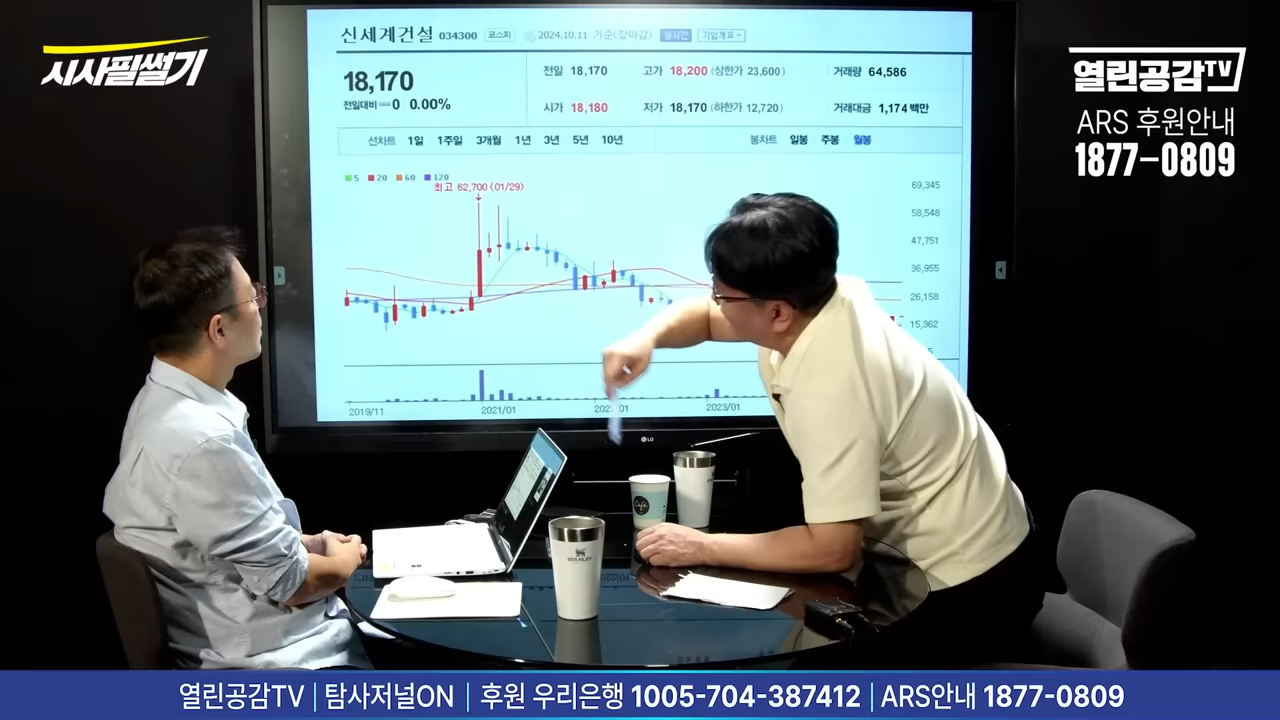 시사필썰기
열린공감TV
ARS 후원안내
1877-0809
신세계건설 034300 코스피 2024.10.11 기준(장마감) 실시간 기업개요
18,170
전일대비 0 0.00%
전일 18,170 고가 18,200 (상한가 23,600) 거래량 64,586
시가 18,180 저가 18,170 (하한가 12,720) 거래대금 1,174 백만
선차트 1일 1주일 3개월 1년 3년 5년 10년 봉차트 일봉 주봉 월봉
5 20 60 120
최고 62,700 (01/29)
69,345
58,548
47,751
36,955
26,158
15,362
2019/11 2021/01 2023/01
LG
Cafe
STANLEY
열린공감TV | 탐사저널ON | 후원 우리은행 1005-704-387412 | ARS안내 1877-0809